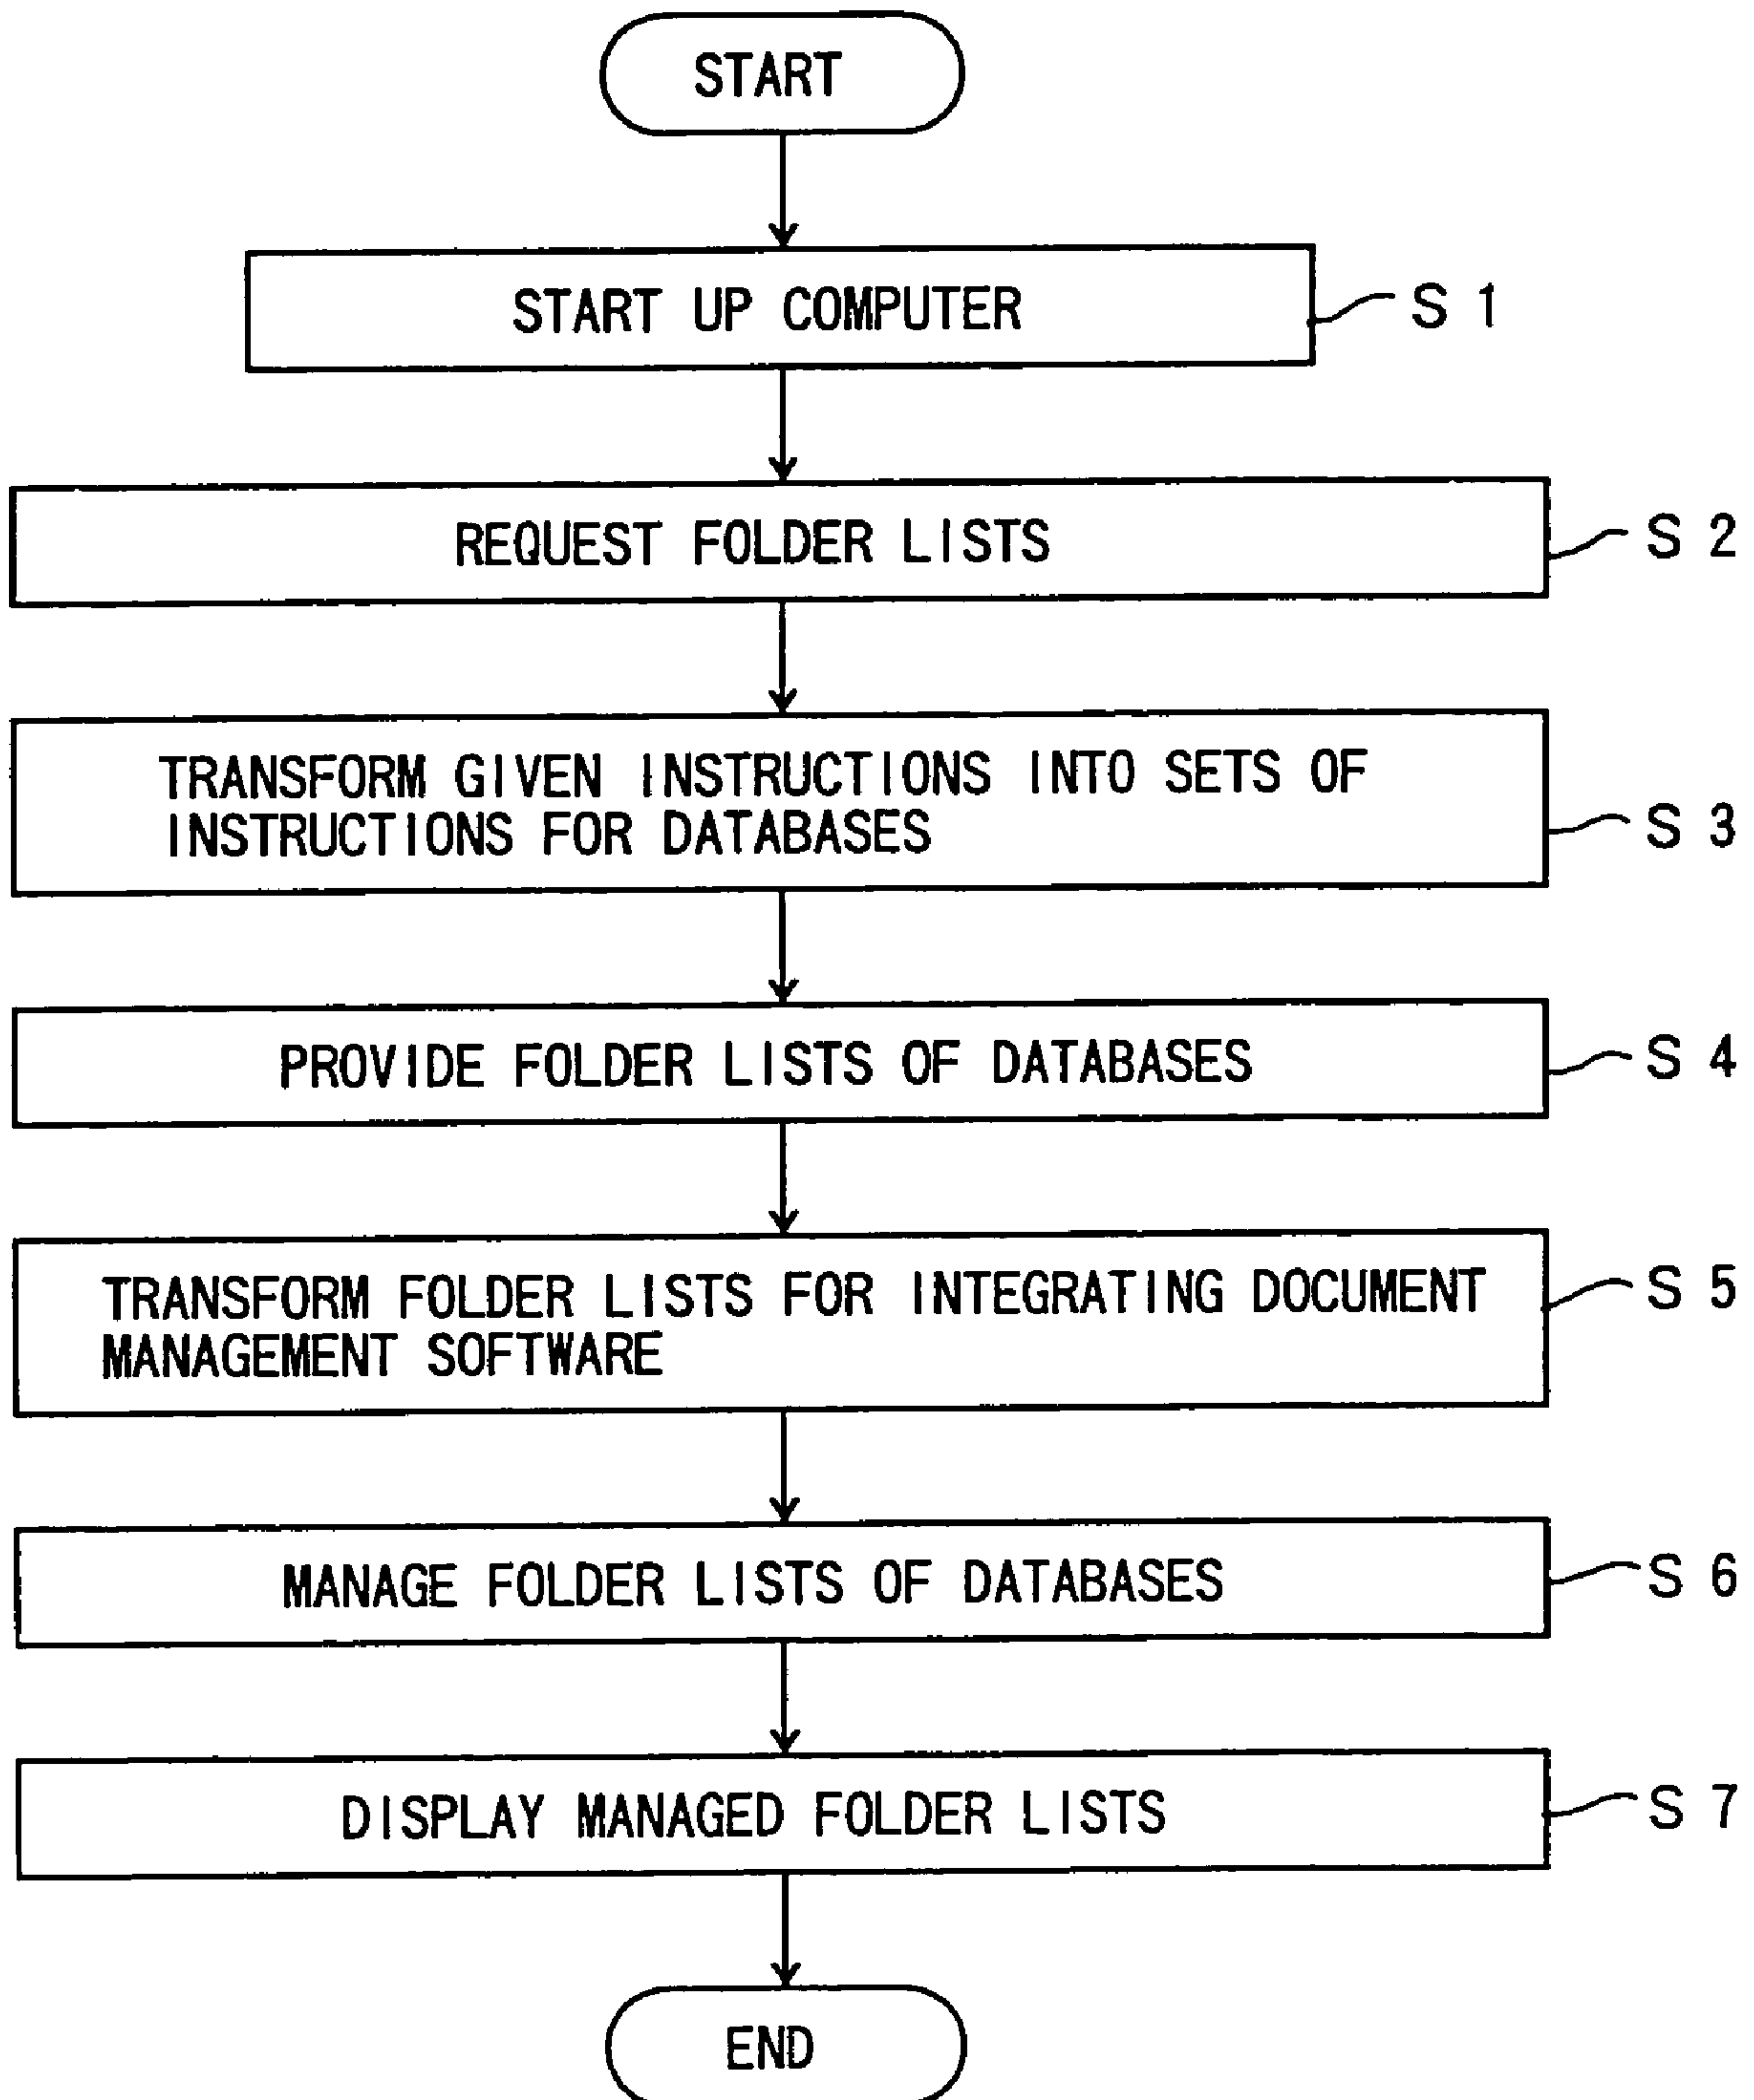 START
START UP COMPUTER
S 1
REQUEST FOLDER LISTS
S 2
TRANSFORM GIVEN INSTRUCTIONS INTO SETS OF
INSTRUCTIONS FOR DATABASES
S 3
PROVIDE FOLDER LISTS OF DATABASES
S 4
TRANSFORM FOLDER LISTS FOR INTEGRATING DOCUMENT
MANAGEMENT SOFTWARE
S 5
MANAGE FOLDER LISTS OF DATABASES
S 6
DISPLAY MANAGED FOLDER LISTS
S 7
END